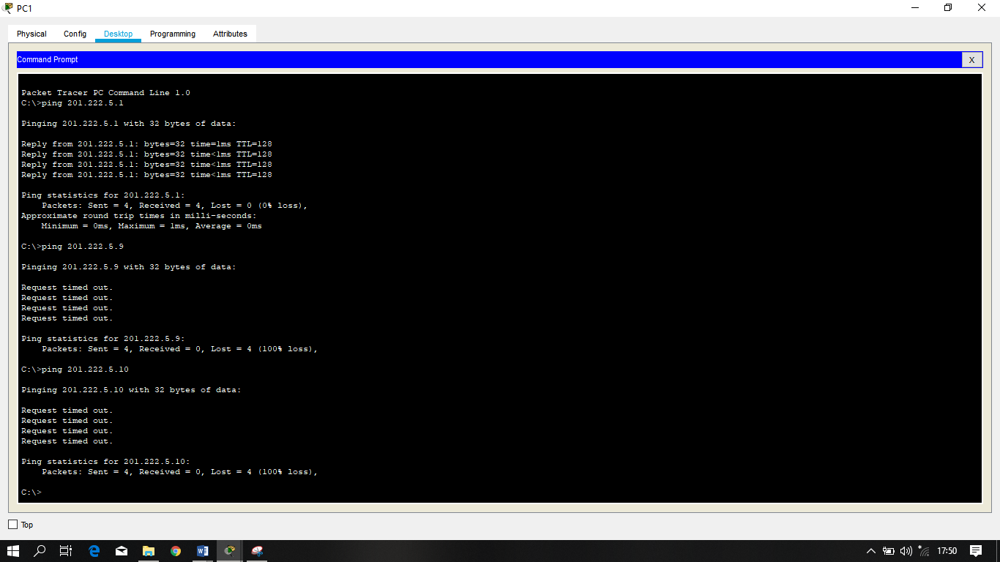 PC1
Physical Config Desktop Programming Attributes
Command Prompt X
Packet Tracer PC Command Line 1.0
C:\>ping 201.222.5.1
Pinging 201.222.5.1 with 32 bytes of data:
Reply from 201.222.5.1: bytes=32 time=1ms TTL=128
Reply from 201.222.5.1: bytes=32 time<1ms TTL=128
Reply from 201.222.5.1: bytes=32 time<1ms TTL=128
Reply from 201.222.5.1: bytes=32 time<1ms TTL=128
Ping statistics for 201.222.5.1:
    Packets: Sent = 4, Received = 4, Lost = 0 (0% loss),
Approximate round trip times in milli-seconds:
    Minimum = 0ms, Maximum = 1ms, Average = 0ms
C:\>ping 201.222.5.9
Pinging 201.222.5.9 with 32 bytes of data:
Request timed out.
Request timed out.
Request timed out.
Request timed out.
Ping statistics for 201.222.5.9:
    Packets: Sent = 4, Received = 0, Lost = 4 (100% loss),
C:\>ping 201.222.5.10
Pinging 201.222.5.10 with 32 bytes of data:
Request timed out.
Request timed out.
Request timed out.
Request timed out.
Ping statistics for 201.222.5.10:
    Packets: Sent = 4, Received = 0, Lost = 4 (100% loss),
C:\>
Top
17:50